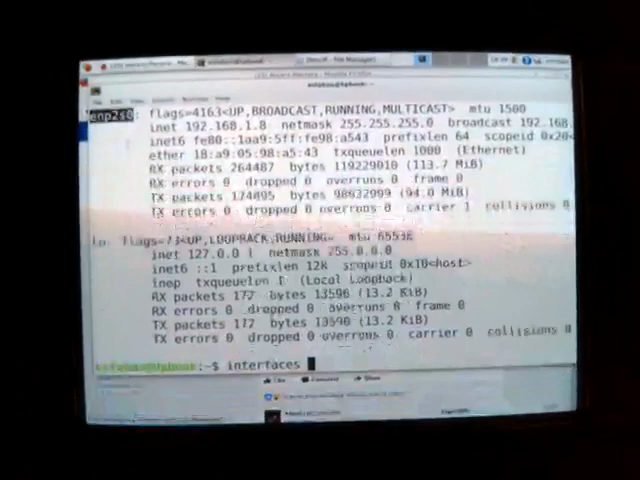 enp2s0: flags=4163<UP,BROADCAST,RUNNING,MULTICAST> mtu 1500
inet 192.168.1.8 netmask 255.255.255.0 broadcast 192.168.
inet6 fe80::1aa9:5ff:fe98:a543 prefixlen 64 scopeid 0x20<
ether 18:a9:05:98:a5:43 txqueuelen 1000 (Ethernet)
RX packets 264487 bytes 119229010 (113.7 MiB)
RX errors 0 dropped 0 overruns 0 frame 0
TX packets 174895 bytes 98632999 (94.0 MiB)
TX errors 0 dropped 0 overruns 0 carrier 1 collisions 0
lo: flags=73<UP,LOOPBACK,RUNNING> mtu 65536
inet 127.0.0.1 netmask 255.0.0.0
inet6 ::1 prefixlen 128 scopeid 0x10<host>
txqueuelen 1 (Local Loopback)
RX packets 177 bytes 13596 (13.2 KiB)
RX errors 0 dropped 0 overruns 0 frame 0
TX packets 177 bytes 13596 (13.2 KiB)
TX errors 0 dropped 0 overruns 0 carrier 0 collisions 0
:~$ interfaces
Like Comment Share